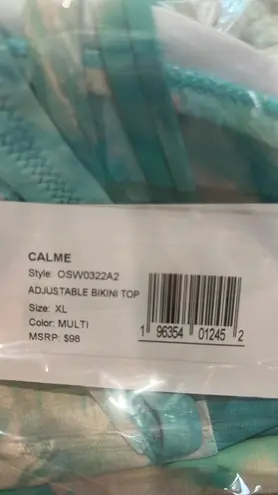 CALME
Style: OSW0322A2
ADJUSTABLE BIKINI TOP
Size: XL
Color: MULTI
MSRP: $98
1 96354 01245 2